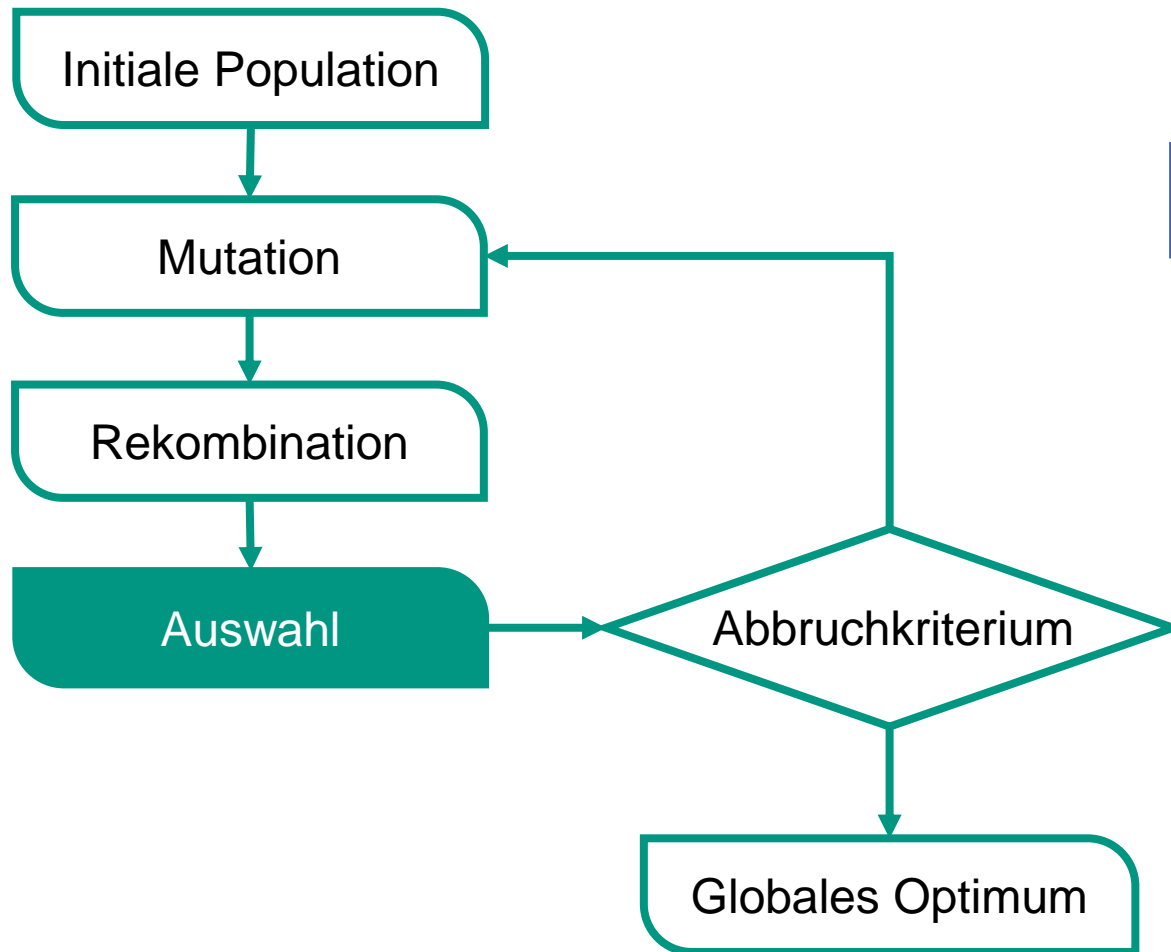 Initiale Population
Mutation
Rekombination
Auswahl
Abbruchkriterium
Globales Optimum